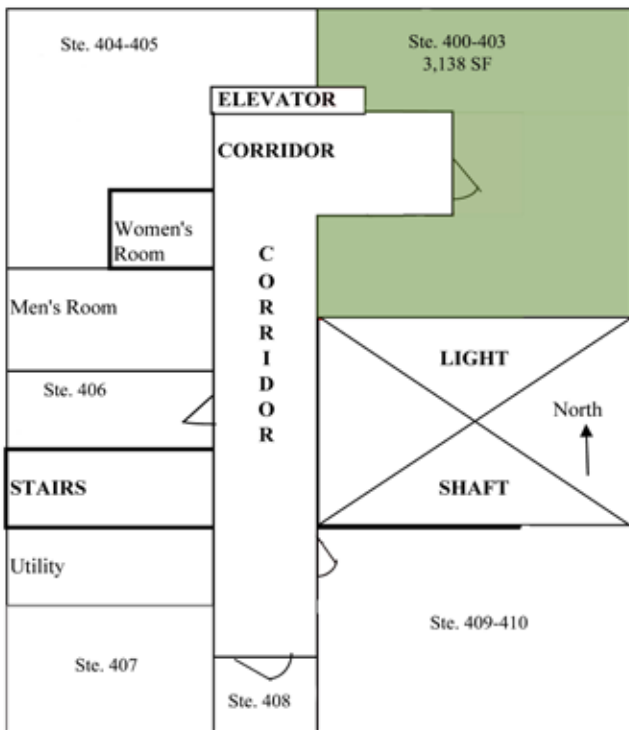 Ste. 404-405
Ste. 400-403
3,138 SF
ELEVATOR
CORRIDOR
Women's
Room
C
O
R
R
I
D
O
R
Men's Room
LIGHT
Ste. 406
North
STAIRS
SHAFT
Utility
Ste. 409-410
Ste. 407
Ste. 408